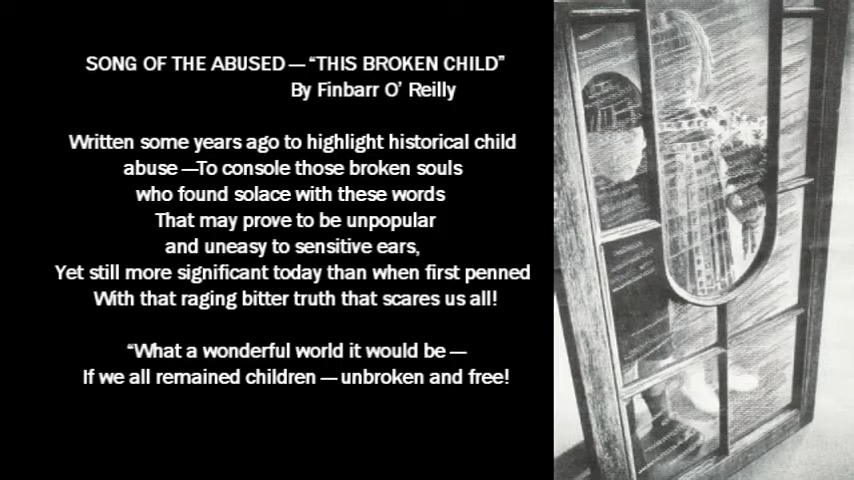 SONG OF THE ABUSED — “THIS BROKEN CHILD”
By Finbarr O’ Reilly
Written some years ago to highlight historical child
abuse —To console those broken souls
who found solace with these words
That may prove to be unpopular
and uneasy to sensitive ears,
Yet still more significant today than when first penned
With that raging bitter truth that scares us all!
“What a wonderful world it would be —
If we all remained children — unbroken and free!